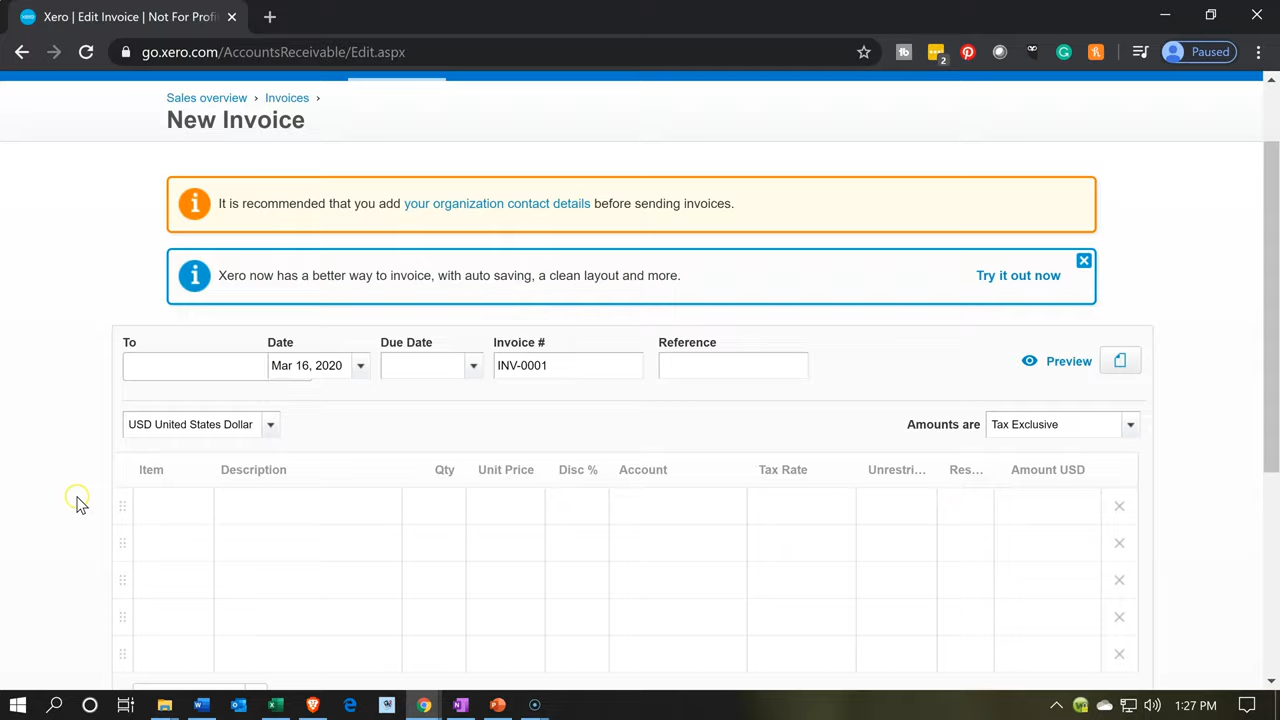 Xero | Edit Invoice | Not For Profi
go.xero.com/AccountsReceivable/Edit.aspx
2
Paused
Sales overview › Invoices ›
New Invoice
It is recommended that you add your organization contact details before sending invoices.
Xero now has a better way to invoice, with auto saving, a clean layout and more.
Try it out now
To Date Due Date Invoice # Reference
Mar 16, 2020 INV-0001
Preview
USD United States Dollar
Amounts are Tax Exclusive
Item Description Qty Unit Price Disc % Account Tax Rate Unrestri... Res... Amount USD
1:27 PM